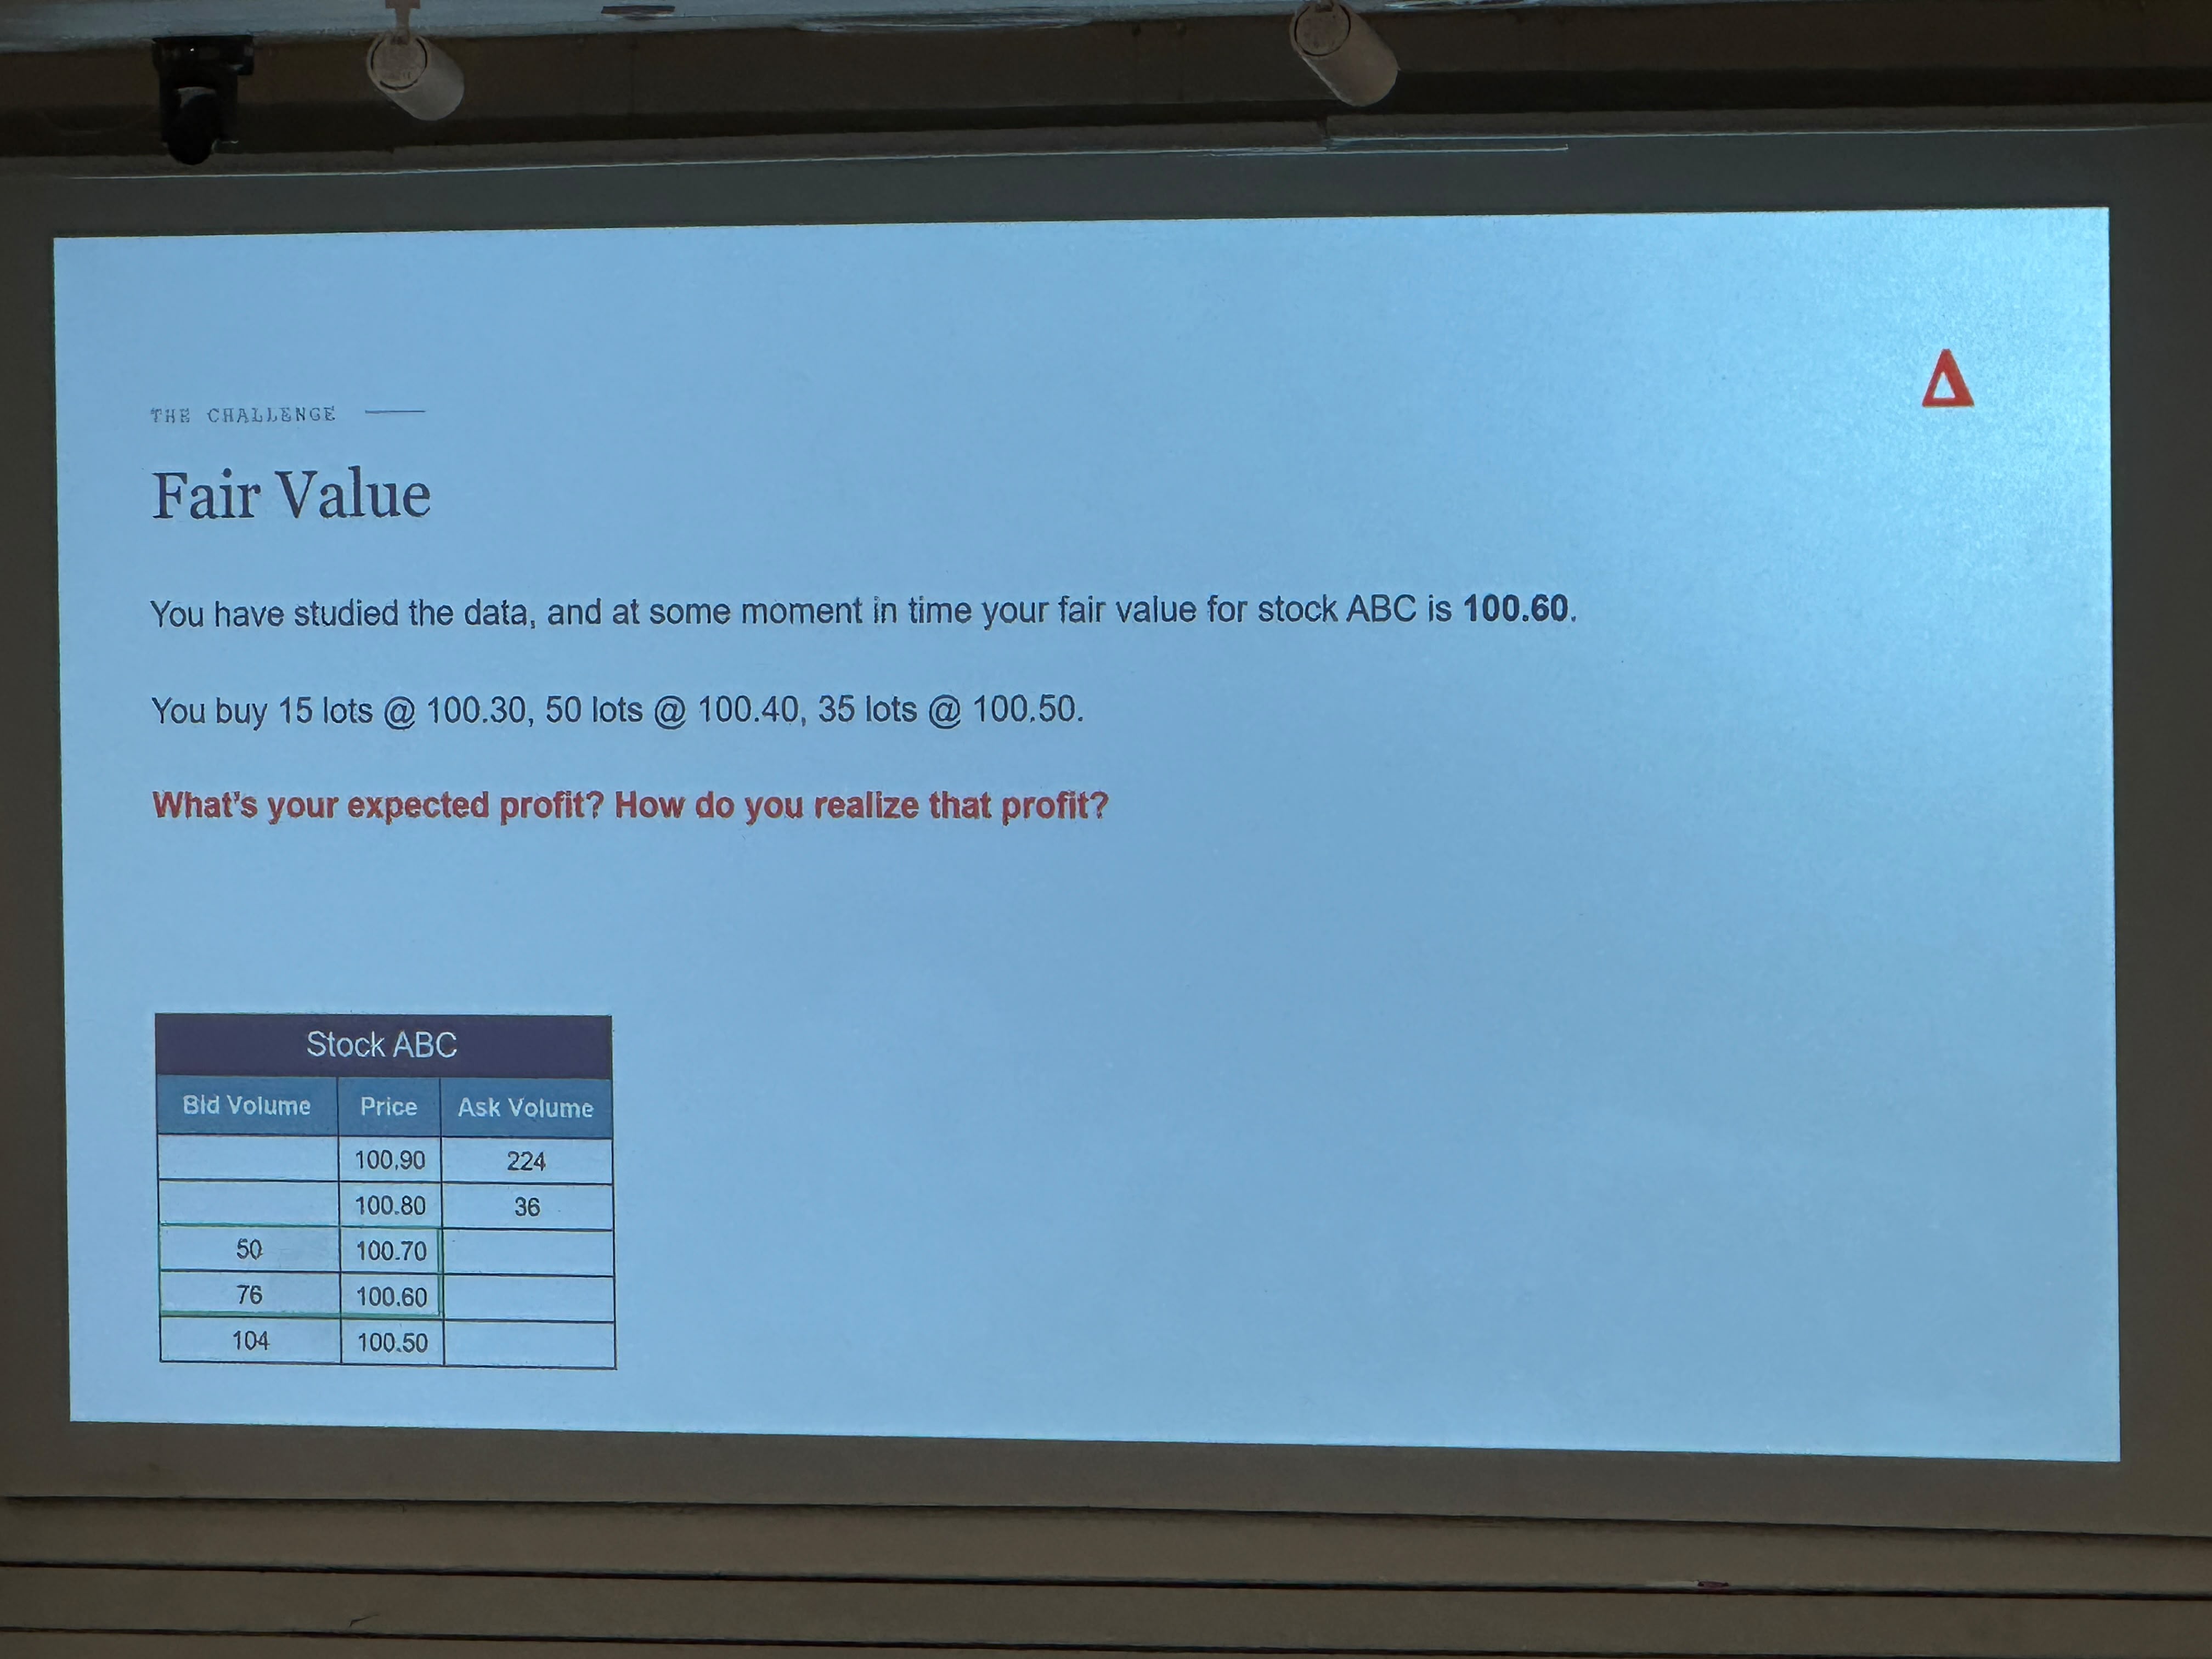 THE CHALLENGE
Fair Value
You have studied the data, and at some moment in time your fair value for stock ABC is 100.60.
You buy 15 lots @ 100.30, 50 lots @ 100.40, 35 lots @ 100.50.
What's your expected profit? How do you realize that profit?
Stock ABC
Bid Volume Price Ask Volume
100.90 224
100.80 36
50 100.70
76 100.60
104 100.50